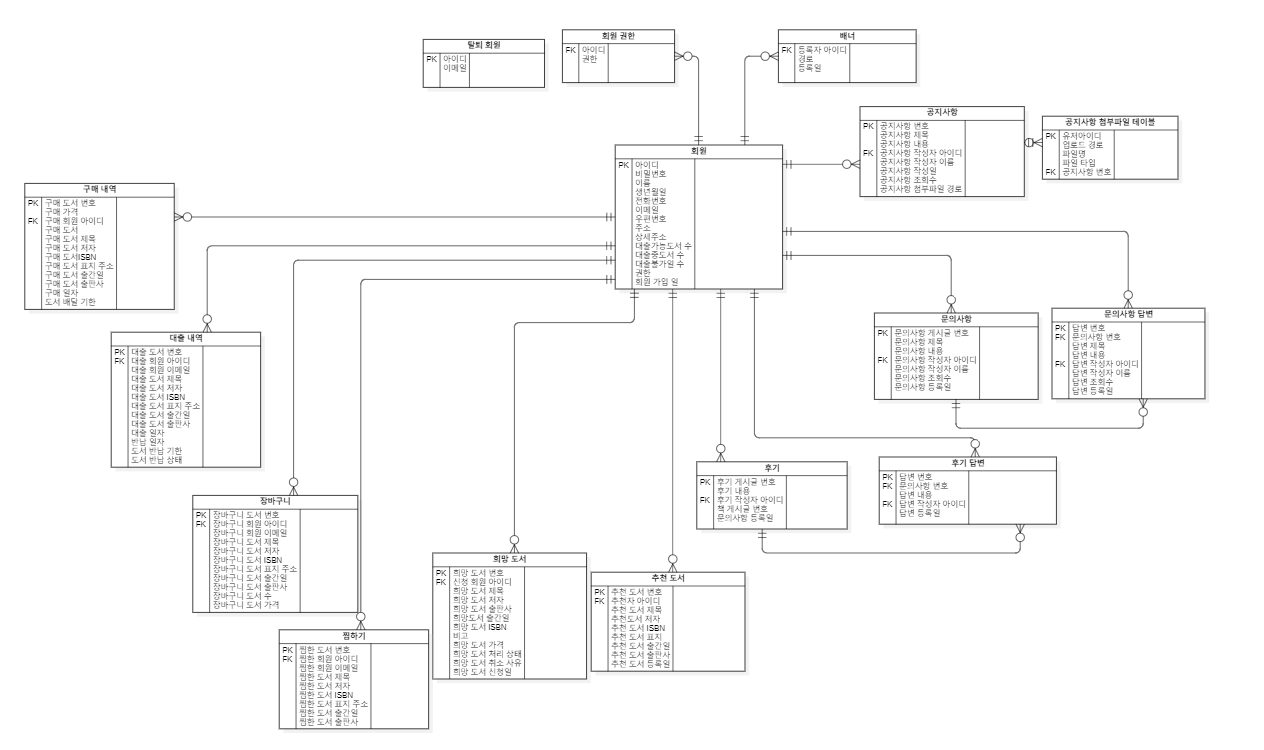 탈퇴 회원
PK 아이디
이메일
회원 권한
FK 아이디
권한
배너
FK 등록자 아이디
경로
등록일
공지사항
PK 공지사항 번호
공지사항 제목
공지사항 내용
FK 공지사항 작성자 아이디
공지사항 작성자 이름
공지사항 작성일
공지사항 조회수
공지사항 첨부파일 경로
공지사항 첨부파일 테이블
PK 유저아이디
업로드 경로
파일명
파일 타입
FK 공지사항 번호
회원
PK 아이디
비밀번호
이름
생년월일
전화번호
이메일
우편번호
주소
상세주소
대출가능도서 수
대출중도서 수
대출불가일 수
권한
회원 가입 일
구매 내역
PK 구매 도서 번호
구매 가격
FK 구매 회원 아이디
구매 도서
구매 도서 제목
구매 도서 저자
구매 도서ISBN
구매 도서 표지 주소
구매 도서 출간일
구매 도서 출판사
구매 일자
도서 배달 기한
대출 내역
PK 대출 도서 번호
FK 대출 회원 아이디
대출 회원 이메일
대출 도서 제목
대출 도서 저자
대출 도서 ISBN
대출 도서 표지 주소
대출 도서 출간일
대출 도서 출판사
대출 일자
반납 일자
도서 반납 기한
도서 반납 상태
장바구니
PK 장바구니 도서 번호
FK 장바구니 회원 아이디
장바구니 회원 이메일
장바구니 도서 제목
장바구니 도서 저자
장바구니 도서 ISBN
장바구니 도서 표지 주소
장바구니 도서 출간일
장바구니 도서 출판사
장바구니 도서 수
장바구니 도서 가격
찜하기
PK 찜한 도서 번호
FK 찜한 회원 아이디
찜한 회원 이메일
찜한 도서 제목
찜한 도서 저자
찜한 도서 ISBN
찜한 도서 표지 주소
찜한 도서 출간일
찜한 도서 출판사
희망 도서
PK 희망 도서 번호
FK 신청 회원 아이디
희망 도서 제목
희망 도서 저자
희망 도서 출판사
희망도서 출간일
희망 도서 ISBN
비고
희망 도서 가격
희망 도서 처리 상태
희망 도서 취소 사유
희망 도서 신청일
추천 도서
PK 추천 도서 번호
FK 추천자 아이디
추천 도서 제목
추천도서 저자
추천 도서 ISBN
추천 도서 표지
추천 도서 출간일
추천 도서 출판사
추천 도서 등록일
후기
PK 후기 게시글 번호
후기 내용
FK 후기 작성자 아이디
책 게시글 번호
문의사항 등록일
후기 답변
PK 답변 번호
FK 문의사항 번호
답변 내용
FK 답변 작성자 아이디
답변 등록일
문의사항
PK 문의사항 게시글 번호
문의사항 제목
문의사항 내용
FK 문의사항 작성자 아이디
문의사항 작성자 이름
문의사항 조회수
문의사항 등록일
문의사항 답변
PK 답변 번호
FK 문의사항 번호
답변 제목
답변 내용
FK 답변 작성자 아이디
답변 작성자 이름
답변 조회수
답변 등록일